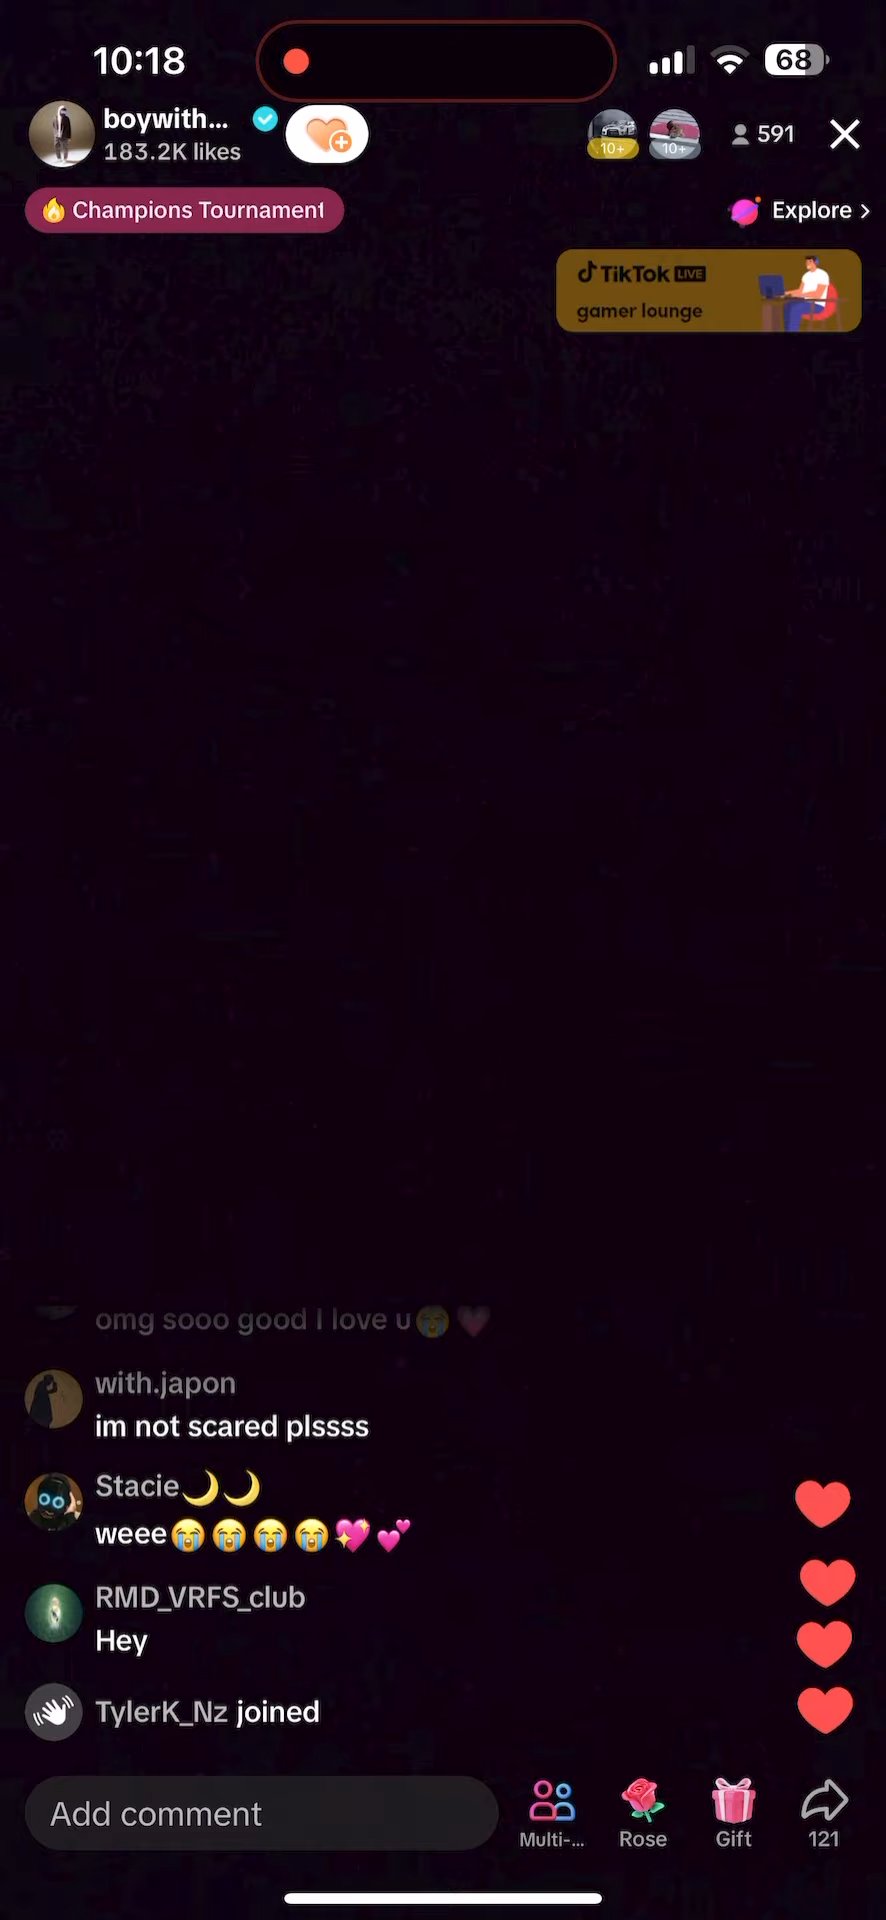 10:18
68
boywith...
183.2K likes
10+
10+
591
🔥 Champions Tournament
Explore >
TikTok LIVE
gamer lounge
omg sooo good I love u😭💗
with.japon
im not scared plssss
Stacie🌙🌙
weee😭😭😭😭💖💕
RMD_VRFS_club
Hey
TylerK_Nz joined
Add comment
Multi-...
Rose
Gift
121